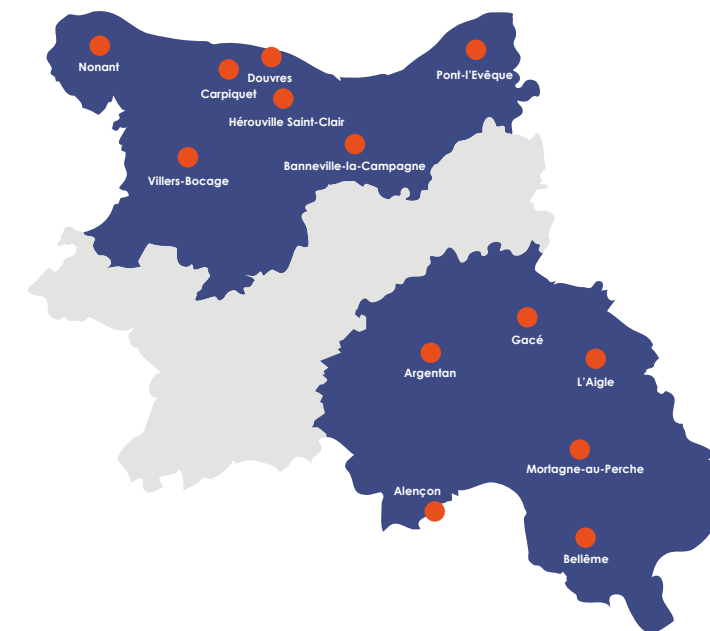 Nonant
Douvres
Pont-l'Evêque
Carpiquet
Hérouville Saint-Clair
Banneville-la-Campagne
Villers-Bocage
Gacé
Argentan
L'Aigle
Mortagne-au-Perche
Alençon
Bellême